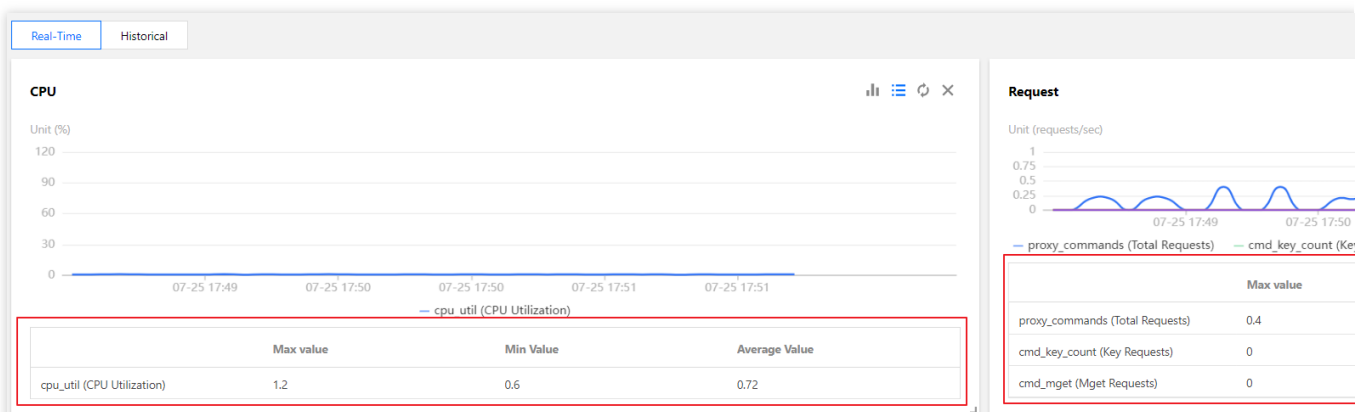 Real-Time Historical
CPU
Unit (%)
120
90
60
30
0
07-25 17:49 07-25 17:50 07-25 17:50 07-25 17:51 07-25 17:51
cpu_util (CPU Utilization)
Max value Min Value Average Value
cpu_util (CPU Utilization) 1.2 0.6 0.72
Request
Unit (requests/sec)
1
0.75
0.5
0.25
0
07-25 17:49 07-25 17:50
proxy_commands (Total Requests) cmd_key_count (Key
Max value
proxy_commands (Total Requests) 0.4
cmd_key_count (Key Requests) 0
cmd_mget (Mget Requests) 0